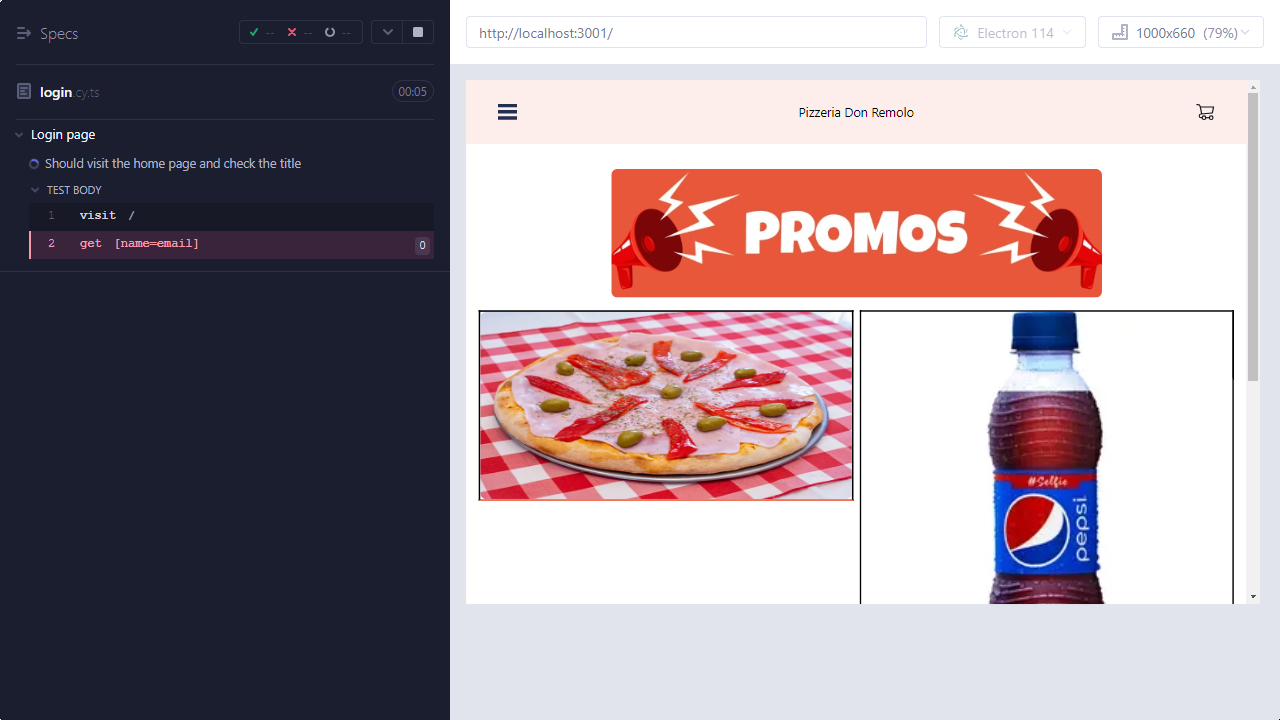 Specs
-- -- --
login.cy.ts
00:05
Login page
Should visit the home page and check the title
TEST BODY
1 visit /
2 get [name=email] 0
http://localhost:3001/
Electron 114
1000x660 (79%)
Pizzeria Don Remolo
PROMOS
#Selfie
pepsi